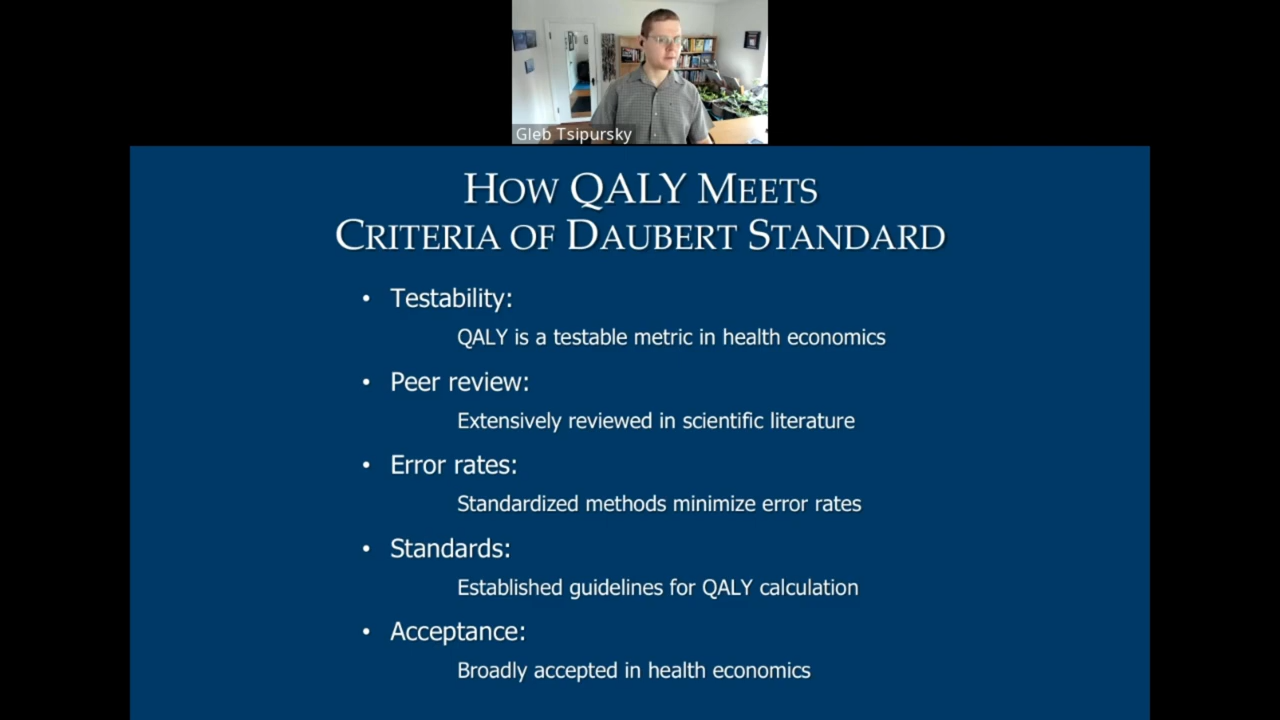 Gleb Tsipursky
HOW QALY MEETS
CRITERIA OF DAUBERT STANDARD
• Testability:
QALY is a testable metric in health economics
• Peer review:
Extensively reviewed in scientific literature
• Error rates:
Standardized methods minimize error rates
• Standards:
Established guidelines for QALY calculation
• Acceptance:
Broadly accepted in health economics